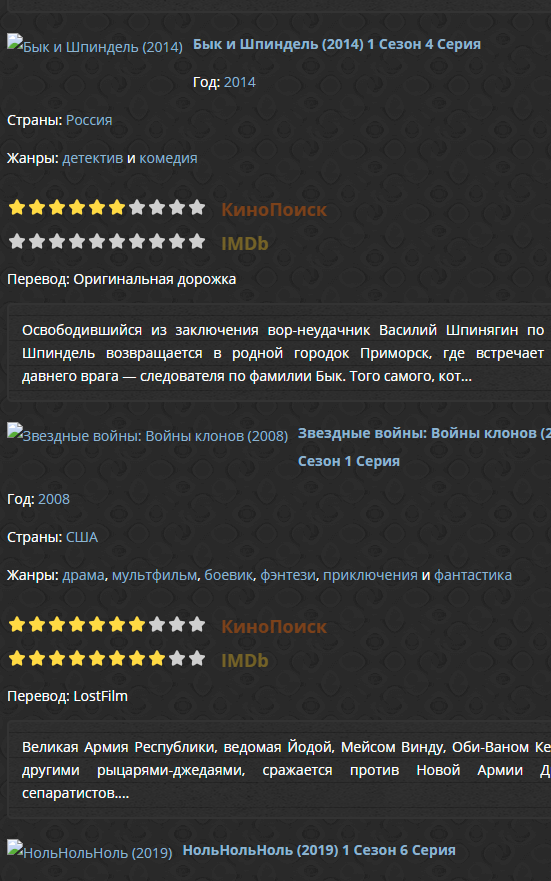 Бык и Шпиндель (2014) Бык и Шпиндель (2014) 1 Сезон 4 Серия
Год: 2014
Страны: Россия
Жанры: детектив и комедия
КиноПоиск
IMDb
Перевод: Оригинальная дорожка
Освободившийся из заключения вор-неудачник Василий Шпинягин по
Шпиндель возвращается в родной городок Приморск, где встречает
давнего врага — следователя по фамилии Бык. Того самого, кот...
Звездные войны: Войны клонов (2008) Звездные войны: Войны клонов (2
Сезон 1 Серия
Год: 2008
Страны: США
Жанры: драма, мультфильм, боевик, фэнтези, приключения и фантастика
КиноПоиск
IMDb
Перевод: LostFilm
Великая Армия Республики, ведомая Йодой, Мейсом Винду, Оби-Ваном Ке
другими рыцарями-джедаями, сражается против Новой Армии Д
сепаратистов....
НольНольНоль (2019) НольНольНоль (2019) 1 Сезон 6 Серия